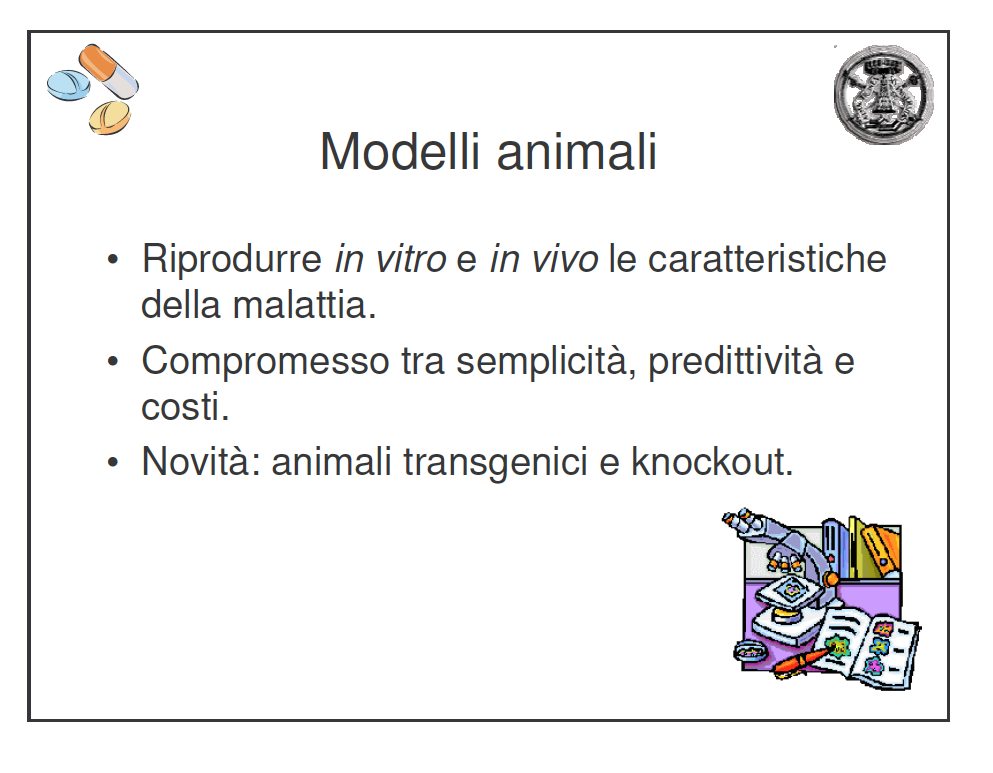 Modelli animali
• Riprodurre in vitro e in vivo le caratteristiche
della malattia.
• Compromesso tra semplicità, predittività e
costi.
• Novità: animali transgenici e knockout.